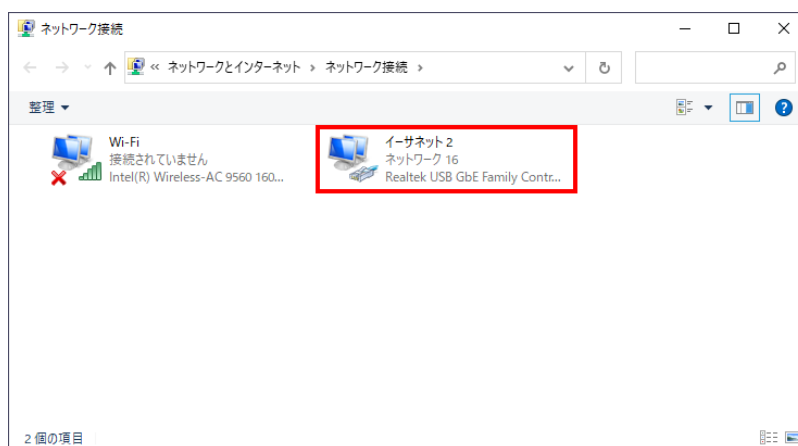 ネットワーク接続
« ネットワークとインターネット › ネットワーク接続 ›
整理
Wi-Fi
接続されていません
Intel(R) Wireless-AC 9560 160...
イーサネット 2
ネットワーク 16
Realtek USB GbE Family Contr...
2 個の項目